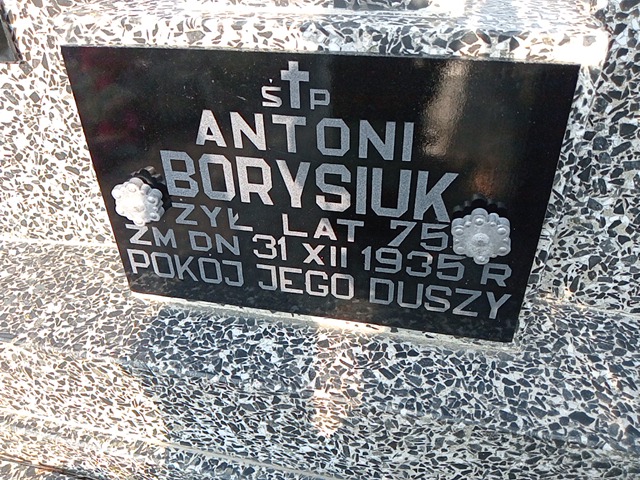 ŚP
ANTONI
BORYSIUK
ŻYŁ LAT 75
ZM DN 31 XII 1935 R
POKÓJ JEGO DUSZY